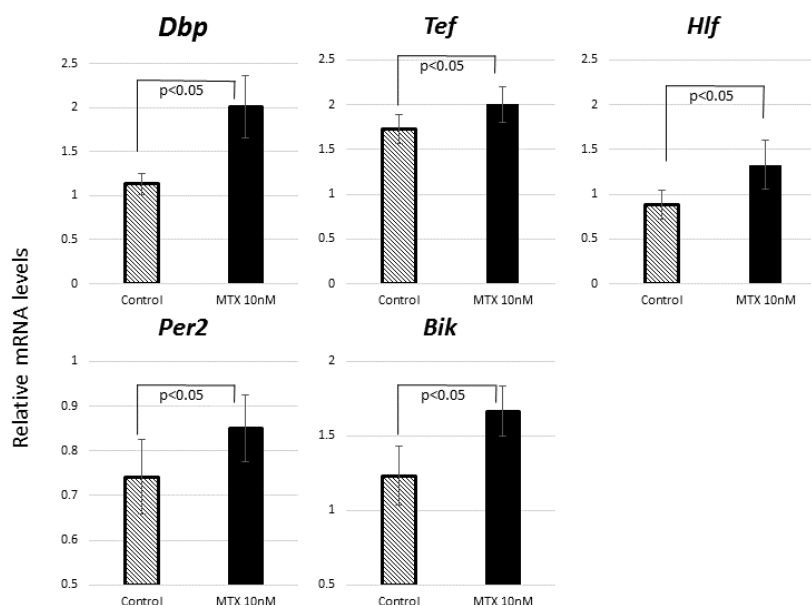 Dbp
Tef
Hlf
2.5
2
1.5
1
0.5
0
p<0.05
Control
MTX 10nM
2.5
2
1.5
1
0.5
0
p<0.05
Control
MTX 10nM
2.5
2
1.5
1
0.5
0
p<0.05
Control
MTX 10nM
Relative mRNA levels
Per2
Bik
1
0.9
0.8
0.7
0.6
0.5
p<0.05
Control
MTX 10nM
2
1.5
1
0.5
p<0.05
Control
MTX 10nM